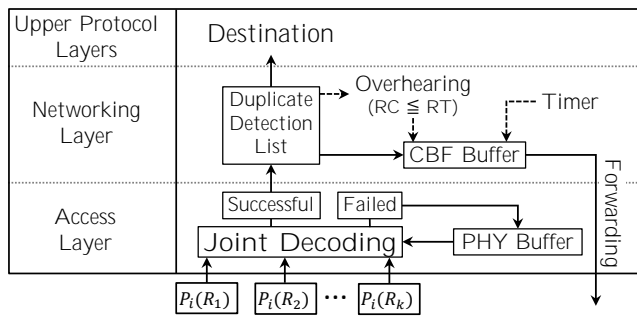 Upper Protocol
Layers
Destination
Networking
Layer
Duplicate
Detection
List
Overhearing
(RC ≦ RT)
Timer
CBF Buffer
Forwarding
Access
Layer
Successful
Failed
Joint Decoding
PHY Buffer
P_i(R_1)
P_i(R_2)
⋯
P_i(R_k)